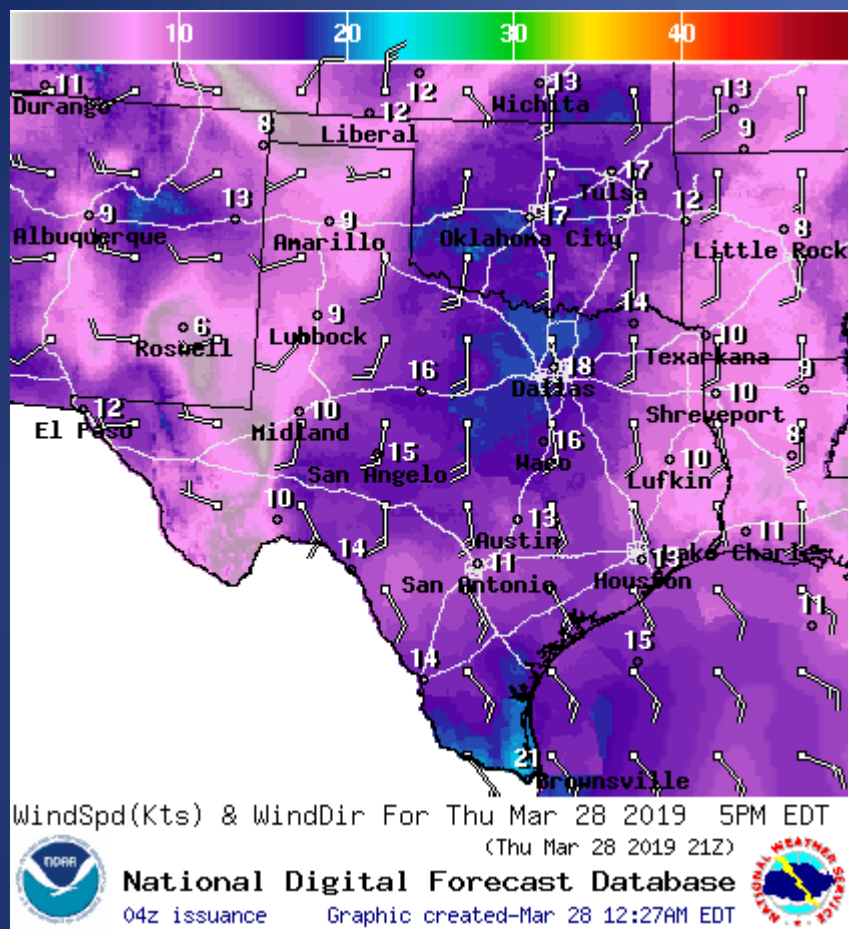 10 20 30 40
11 12 13 13
Durango Wichita
12
8 Liberal 9
17
Tulsa
9 13 9 17 12 8
Albuquerque Amarillo Oklahoma City Little Rock
6 9 14
Roswell Lubbock 10
Texarkana
16 18 9
Dallas
12 10 10
El Paso Midland Shreveport
15 16 8
San Angelo Waco 10
Lufkin
10 13 11
Austin
14 11 Lake Charles
San Antonio Houston 13
11
15
14
21
Brownsville
WindSpd(Kts) & WindDir For Thu Mar 28 2019 5PM EDT
(Thu Mar 28 2019 21Z)
NOAA
National Digital Forecast Database
04z issuance Graphic created-Mar 28 12:27AM EDT
NATIONAL WEATHER SERVICE